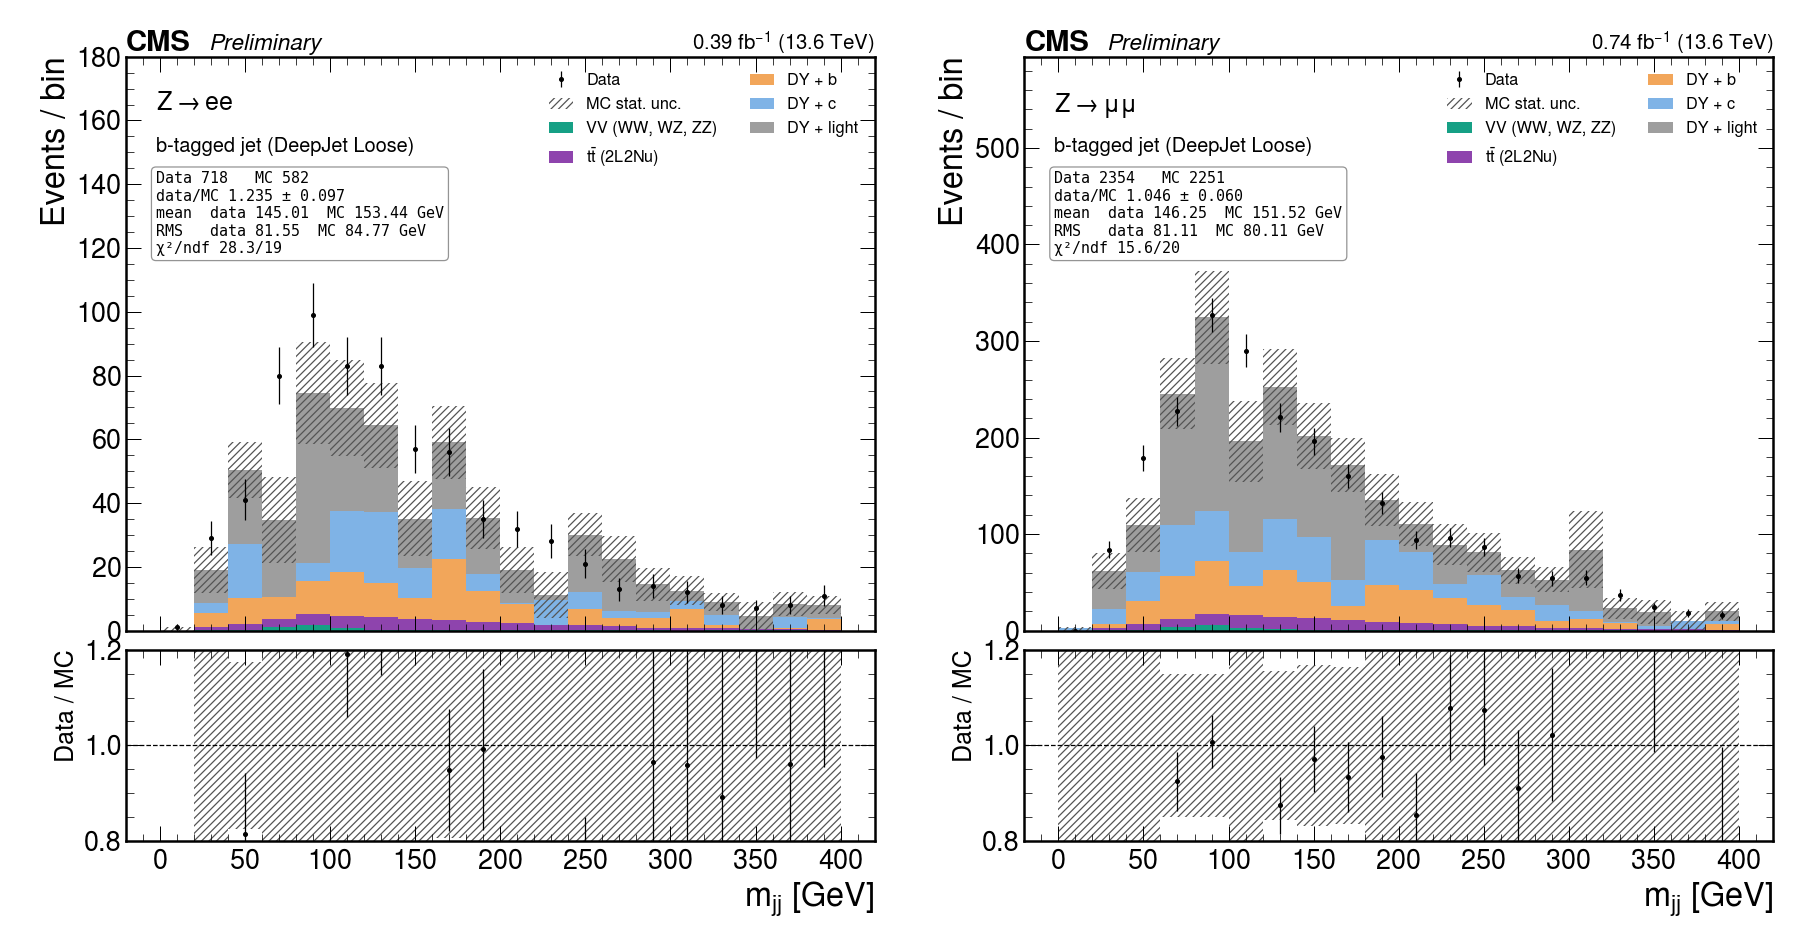 CMS Preliminary 0.39 fb⁻¹ (13.6 TeV)
Events / bin
180
160
140
120
100
80
60
40
20
0
Z → ee
b-tagged jet (DeepJet Loose)
Data 718   MC 582
data/MC 1.235 ± 0.097
mean  data 145.01  MC 153.44 GeV
RMS   data 81.55  MC 84.77 GeV
χ²/ndf 28.3/19
Data
MC stat. unc.
VV (WW, WZ, ZZ)
tt̄ (2L2Nu)
DY + b
DY + c
DY + light
Data / MC
1.2
1.0
0.8
0 50 100 150 200 250 300 350 400
m_jj [GeV]
CMS Preliminary 0.74 fb⁻¹ (13.6 TeV)
Events / bin
500
400
300
200
100
0
Z → μμ
b-tagged jet (DeepJet Loose)
Data 2354   MC 2251
data/MC 1.046 ± 0.060
mean  data 146.25  MC 151.52 GeV
RMS   data 81.11  MC 80.11 GeV
χ²/ndf 15.6/20
Data
MC stat. unc.
VV (WW, WZ, ZZ)
tt̄ (2L2Nu)
DY + b
DY + c
DY + light
Data / MC
1.2
1.0
0.8
0 50 100 150 200 250 300 350 400
m_jj [GeV]